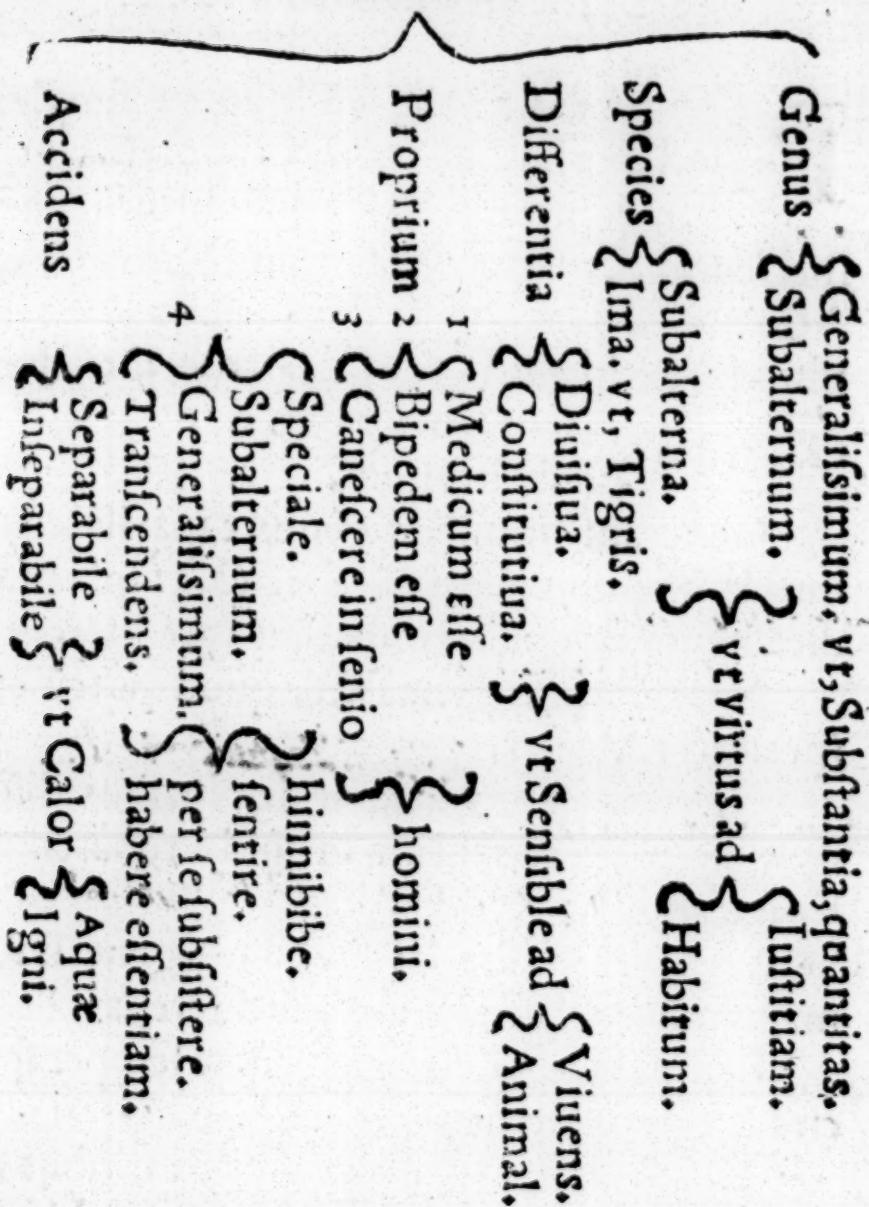 Genus { Generaliſsimum, vt, Subſtantia, quantitas.
Subalternum. } vt virtus ad { Iuſtitiam.
Species { Subalterna. Habitum.
Ima. vt, Tigris.
Differentia { Diuiſiua. } vt Senſible ad { Viuens.
Conſtitutiua. Animal.
1 Medicum eſſe
Proprium 2 { Bipedem eſſe } homini.
3 Caneſcere in ſenio
4 { Speciale. } hinnibibe.
Subalternum. ſentire.
Generaliſsimum. per ſe ſubſiſtere.
Tranſcendens. habere eſſentiam.
Accidens { Separabile } vt Calor { Aquæ
Inſeparabile Igni.